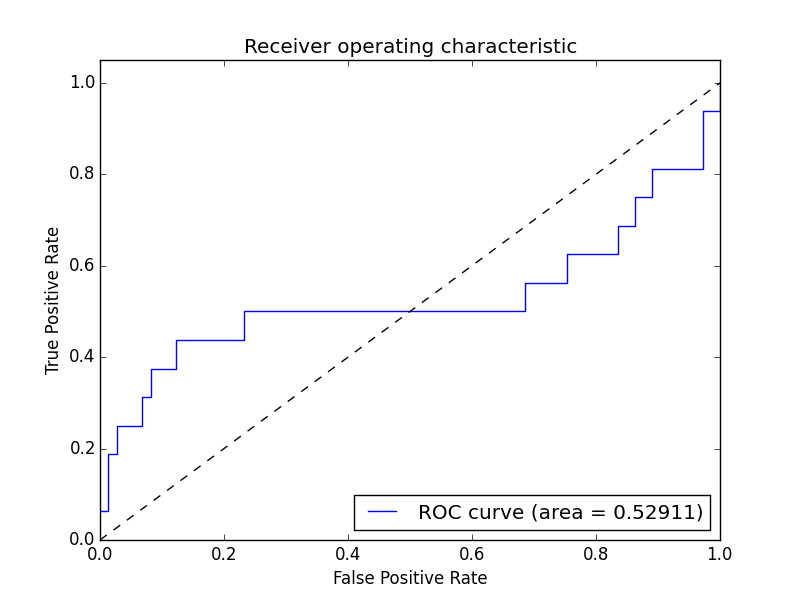 Receiver operating characteristic
1.0
0.8
0.6
0.4
0.2
0.0
True Positive Rate
ROC curve (area = 0.52911)
0.0 0.2 0.4 0.6 0.8 1.0
False Positive Rate